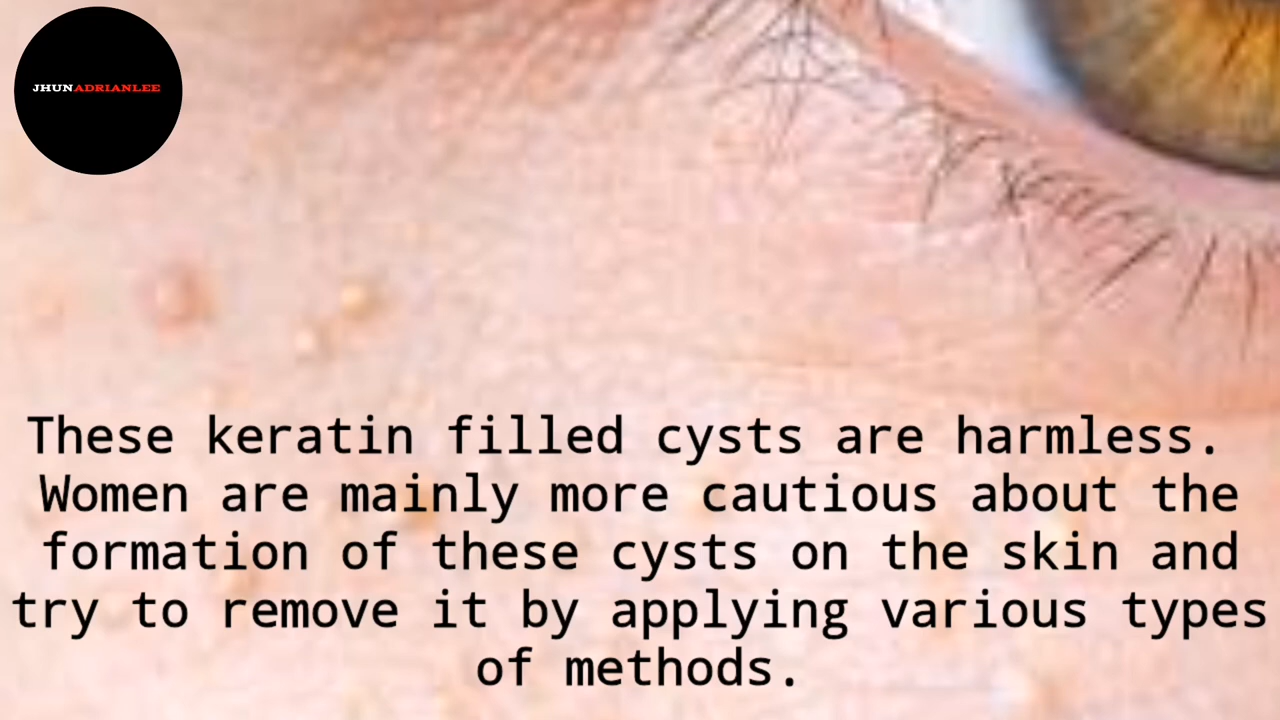 JHUNADRIANLEE
These keratin filled cysts are harmless.
Women are mainly more cautious about the
formation of these cysts on the skin and
try to remove it by applying various types
of methods.